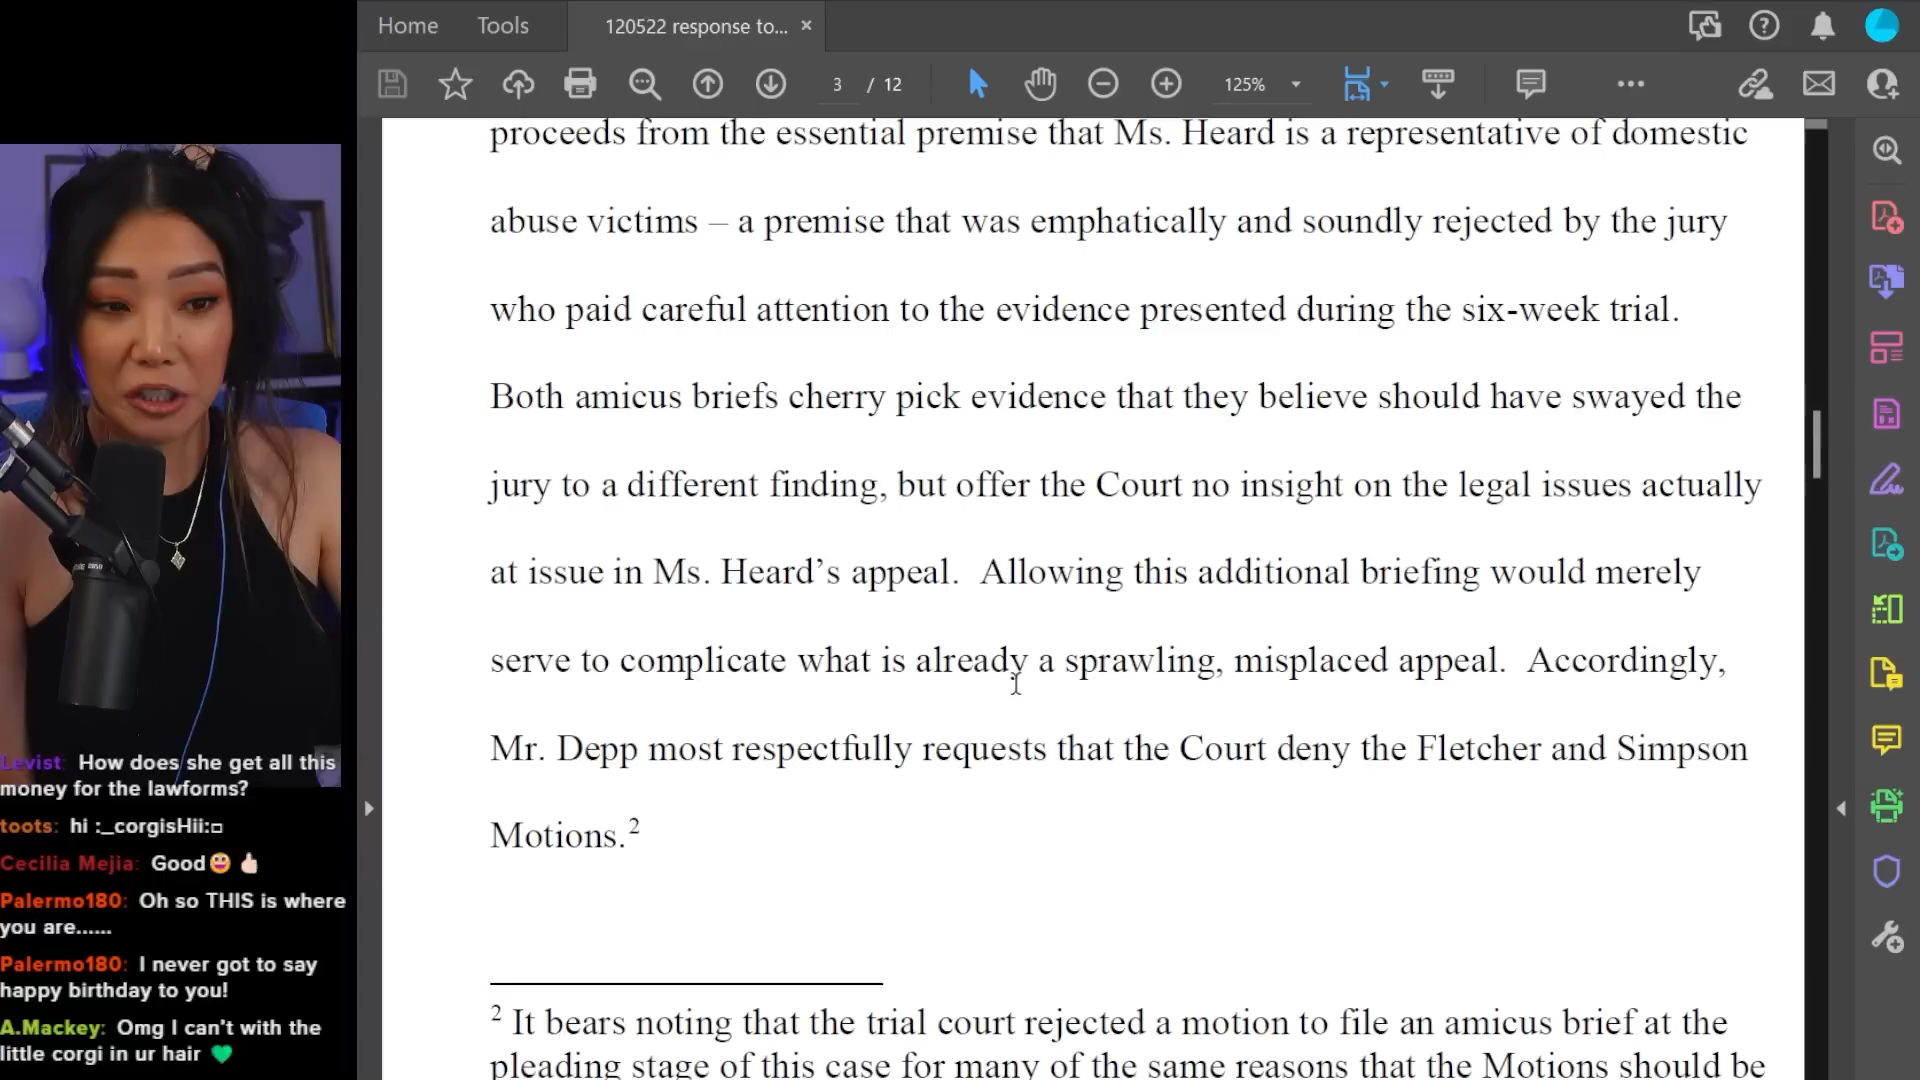 Home Tools 120522 response to... ×
3 / 12 125%
proceeds from the essential premise that Ms. Heard is a representative of domestic
abuse victims – a premise that was emphatically and soundly rejected by the jury
who paid careful attention to the evidence presented during the six-week trial.
Both amicus briefs cherry pick evidence that they believe should have swayed the
jury to a different finding, but offer the Court no insight on the legal issues actually
at issue in Ms. Heard’s appeal. Allowing this additional briefing would merely
serve to complicate what is already a sprawling, misplaced appeal. Accordingly,
Mr. Depp most respectfully requests that the Court deny the Fletcher and Simpson
Motions.2
2 It bears noting that the trial court rejected a motion to file an amicus brief at the
pleading stage of this case for many of the same reasons that the Motions should be
Levist: How does she get all this
money for the lawforms?
toots: hi :_corgisHii:□
Cecilia Mejia: Good😀👍🏻
Palermo180: Oh so THIS is where
you are......
Palermo180: I never got to say
happy birthday to you!
A.Mackey: Omg I can't with the
little corgi in ur hair 💚